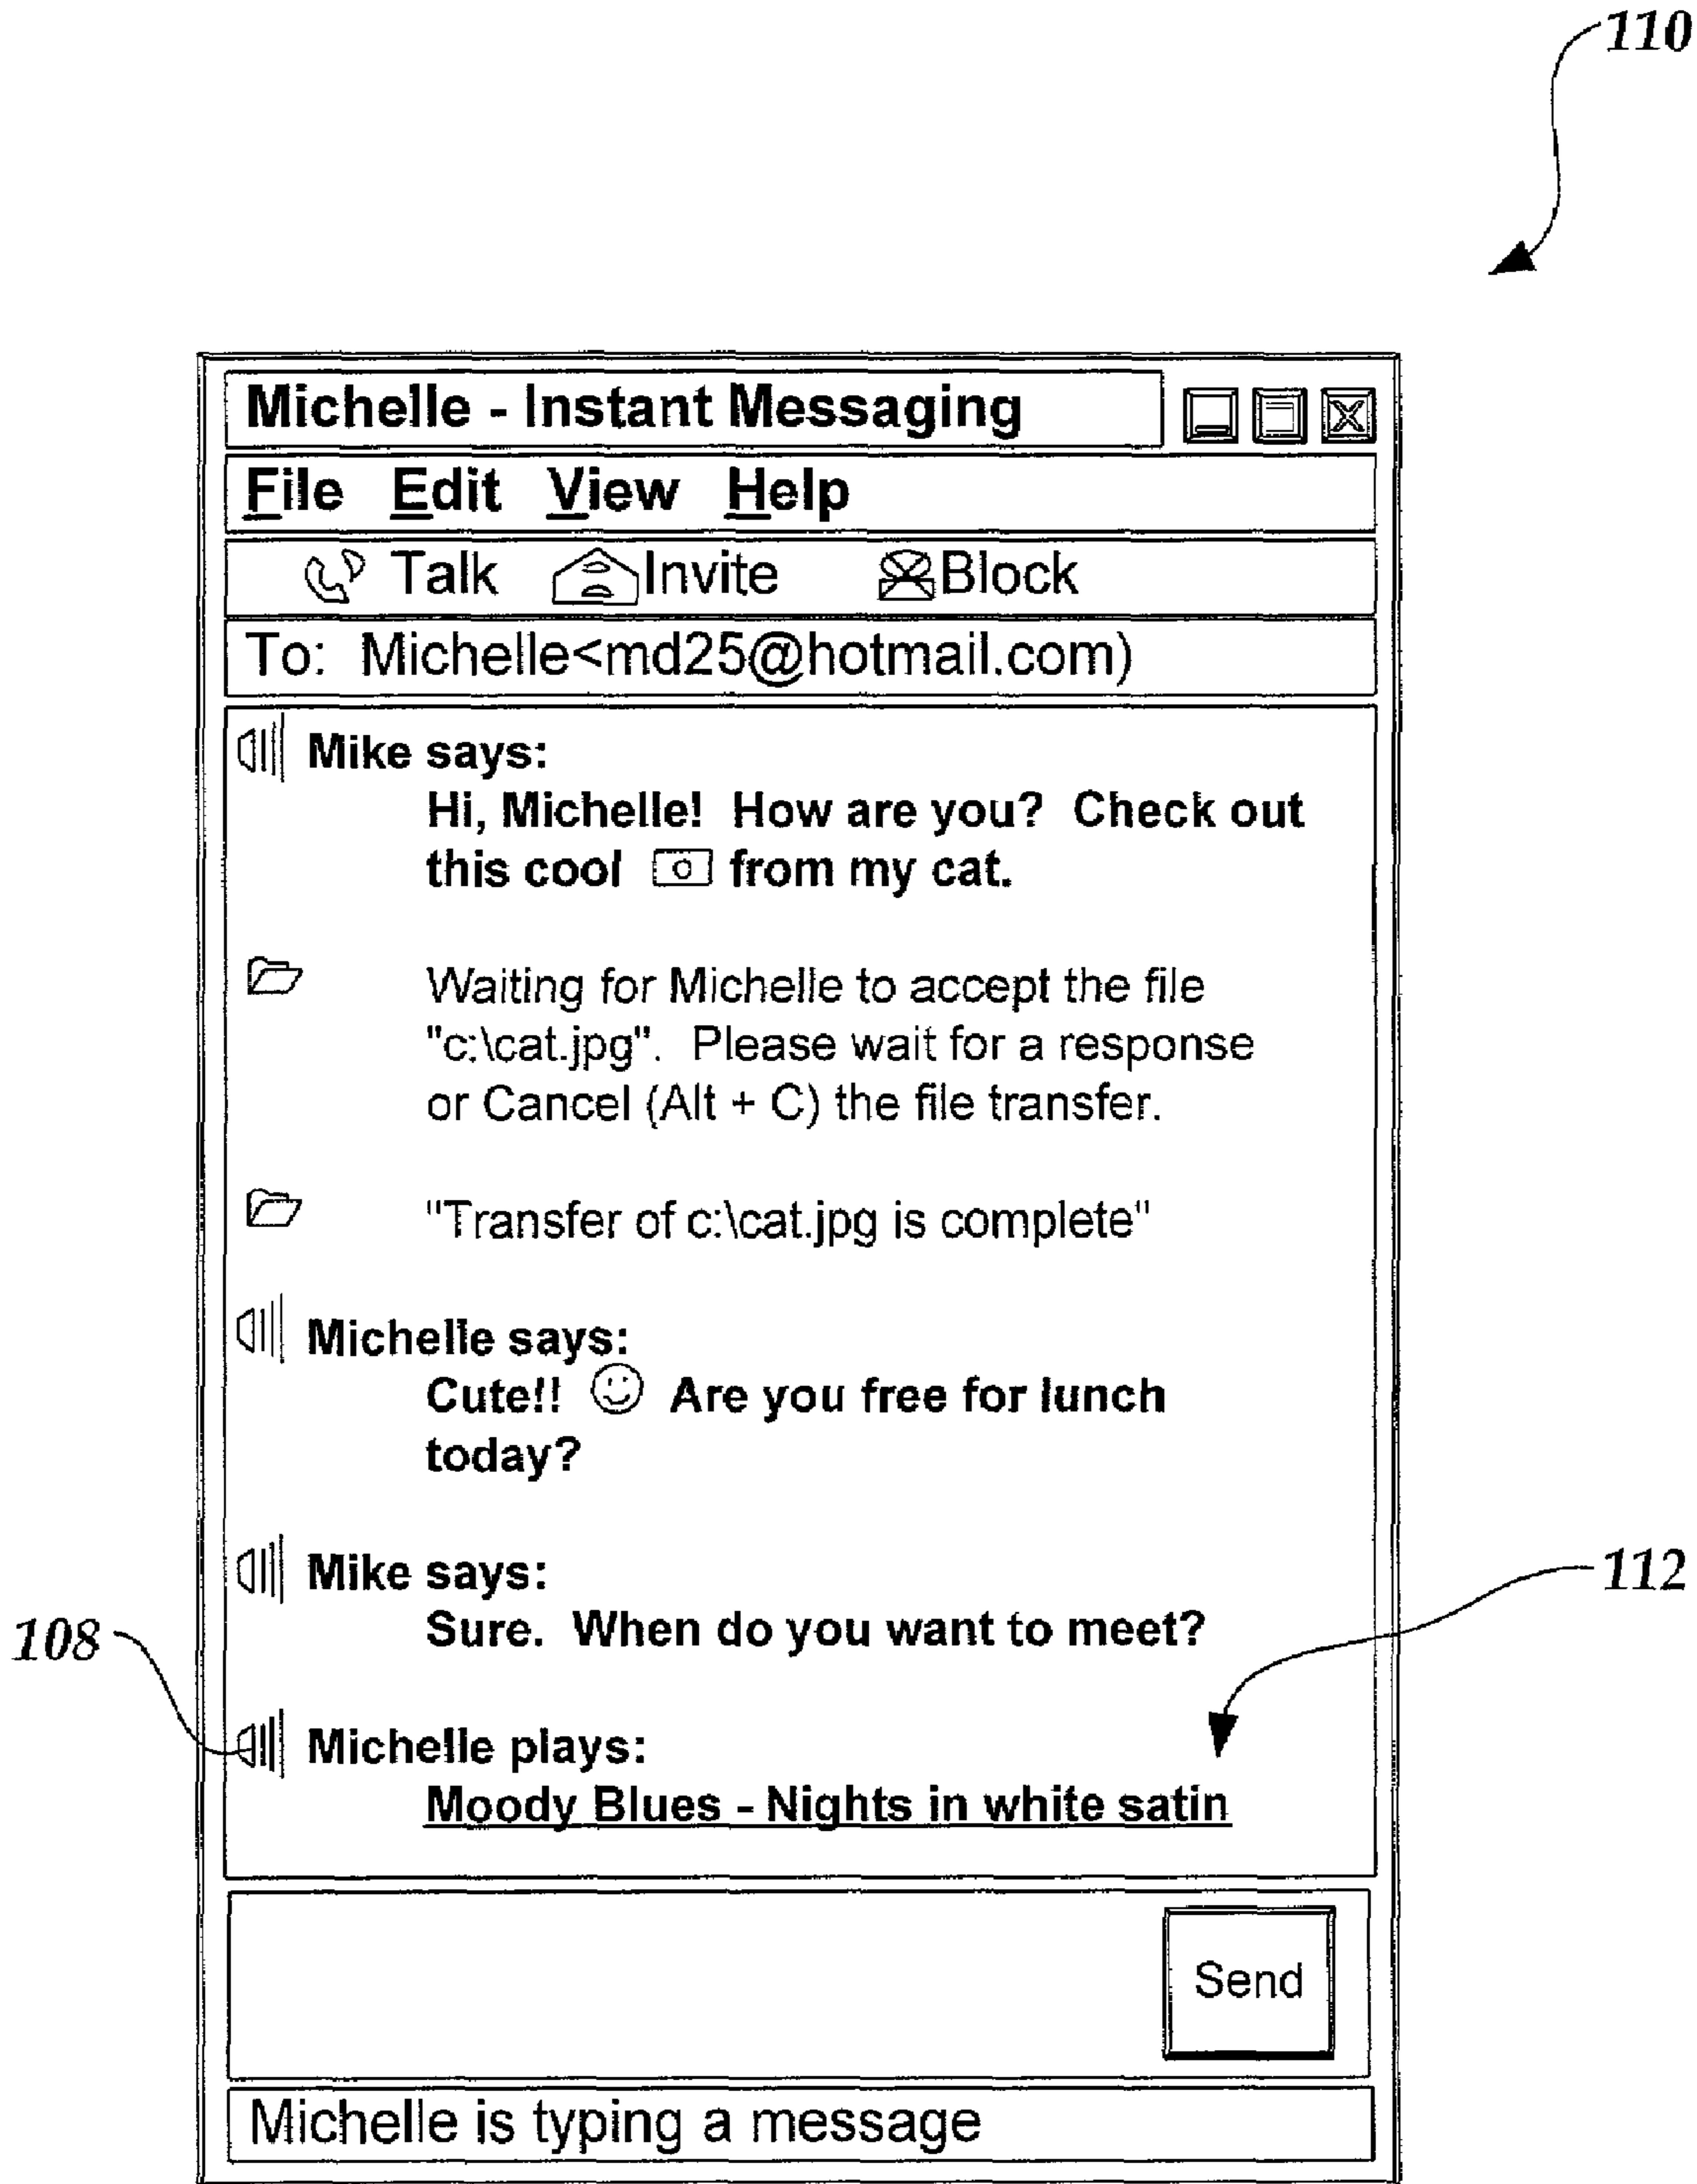 110
Michelle - Instant Messaging
File Edit View Help
Talk Invite Block
To: Michelle<md25@hotmail.com)
Mike says:
Hi, Michelle! How are you? Check out
this cool from my cat.
Waiting for Michelle to accept the file
"c:\cat.jpg". Please wait for a response
or Cancel (Alt + C) the file transfer.
"Transfer of c:\cat.jpg is complete"
Michelle says:
Cute!! Are you free for lunch
today?
Mike says:
112
Sure. When do you want to meet?
108
Michelle plays:
Moody Blues - Nights in white satin
Send
Michelle is typing a message